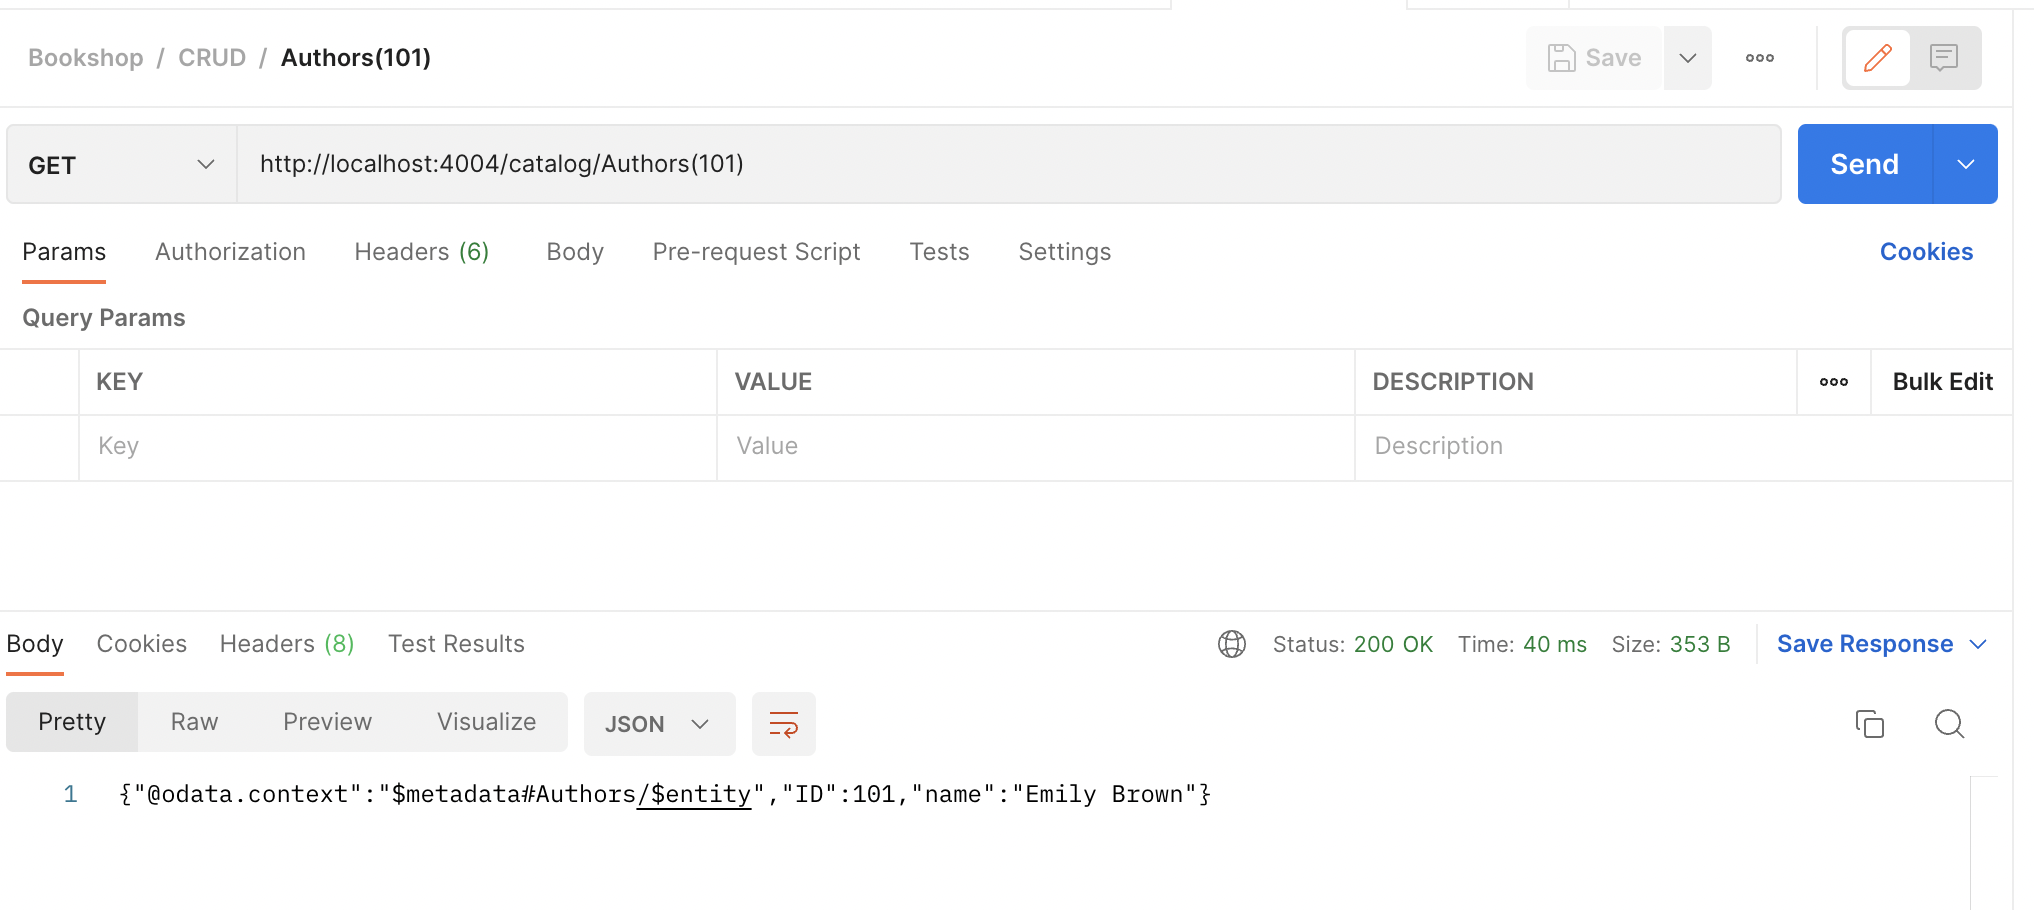 Bookshop / CRUD / Authors(101)
Save
GET http://localhost:4004/catalog/Authors(101) Send
Params Authorization Headers (6) Body Pre-request Script Tests Settings Cookies
Query Params
KEY VALUE DESCRIPTION Bulk Edit
Key Value Description
Body Cookies Headers (8) Test Results Status: 200 OK Time: 40 ms Size: 353 B Save Response
Pretty Raw Preview Visualize JSON
1 {"@odata.context":"$metadata#Authors/$entity","ID":101,"name":"Emily Brown"}